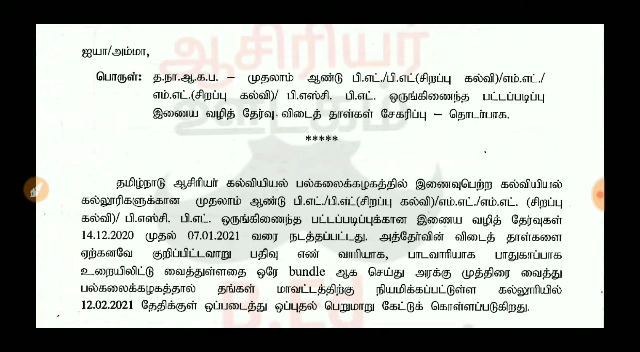 ஆசிரியர்
ஊடகம்
ஐயா/அம்மா,
பொருள்: த.நா.ஆ.க.ப. – முதலாம் ஆண்டு பி.எட்./பி.எட்(சிறப்பு கல்வி)/எம்.எட்./
எம்.எட்.(சிறப்பு கல்வி)/ பி.எஸ்சி. பி.எட். ஒருங்கிணைந்த பட்டப்படிப்பு
இணைய வழித் தேர்வு- விடைத் தாள்கள் சேகரிப்பு – தொடர்பாக.
*****
தமிழ்நாடு ஆசிரியர் கல்வியியல் பல்கலைக்கழகத்தில் இணைவுபெற்ற கல்வியியல்
கல்லூரிகளுக்கான முதலாம் ஆண்டு பி.எட்./பி.எட்(சிறப்பு கல்வி)/எம்.எட்./எம்.எட். (சிறப்பு
கல்வி)/ பி.எஸ்சி. பி.எட். ஒருங்கிணைந்த பட்டப்படிப்புக்கான இணைய வழித் தேர்வுகள்
14.12.2020 முதல் 07.01.2021 வரை நடத்தப்பட்டது. அத்தேர்வின் விடைத் தாள்களை
ஏற்கனவே குறிப்பிட்டவாறு பதிவு எண் வாரியாக, பாடவாரியாக பாதுகாப்பாக
உறையிலிட்டு வைத்துள்ளதை ஒரே bundle ஆக செய்து அரக்கு முத்திரை வைத்து
பல்கலைக்கழகத்தால் தங்கள் மாவட்டத்திற்கு நியமிக்கப்பட்டுள்ள கல்லூரியில்
12.02.2021 தேதிக்குள் ஒப்படைத்து ஒப்புதல் பெறுமாறு கேட்டுக் கொள்ளப்படுகிறது.
B.Ed